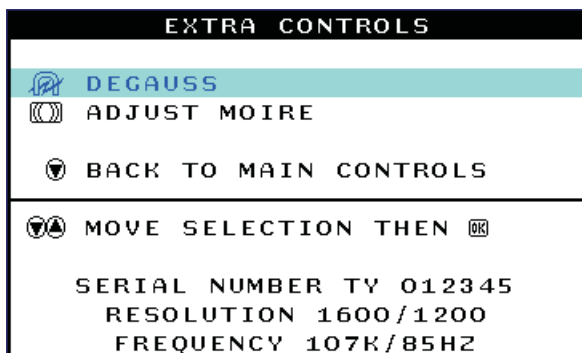 EXTRA CONTROLS
DEGAUSS
ADJUST MOIRE
BACK TO MAIN CONTROLS
MOVE SELECTION THEN OK
SERIAL NUMBER TY 012345
RESOLUTION 1600/1200
FREQUENCY 107K/85HZ